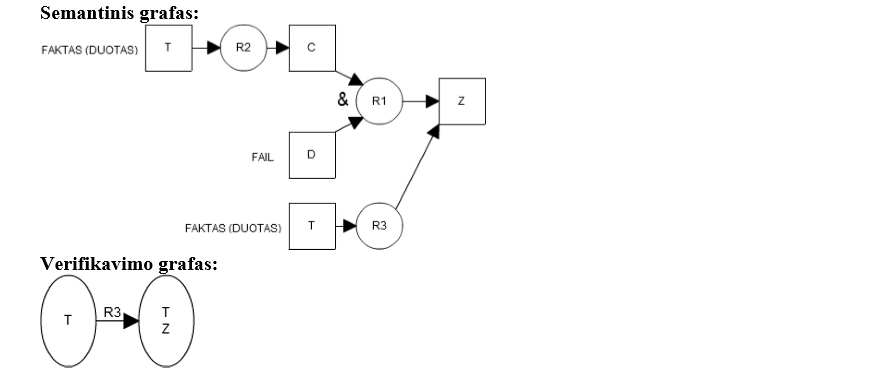 Semantinis grafas:
FAKTAS (DUOTAS) T R2 C
& R1 Z
FAIL D
FAKTAS (DUOTAS) T R3
Verifikavimo grafas:
T R3 T
Z